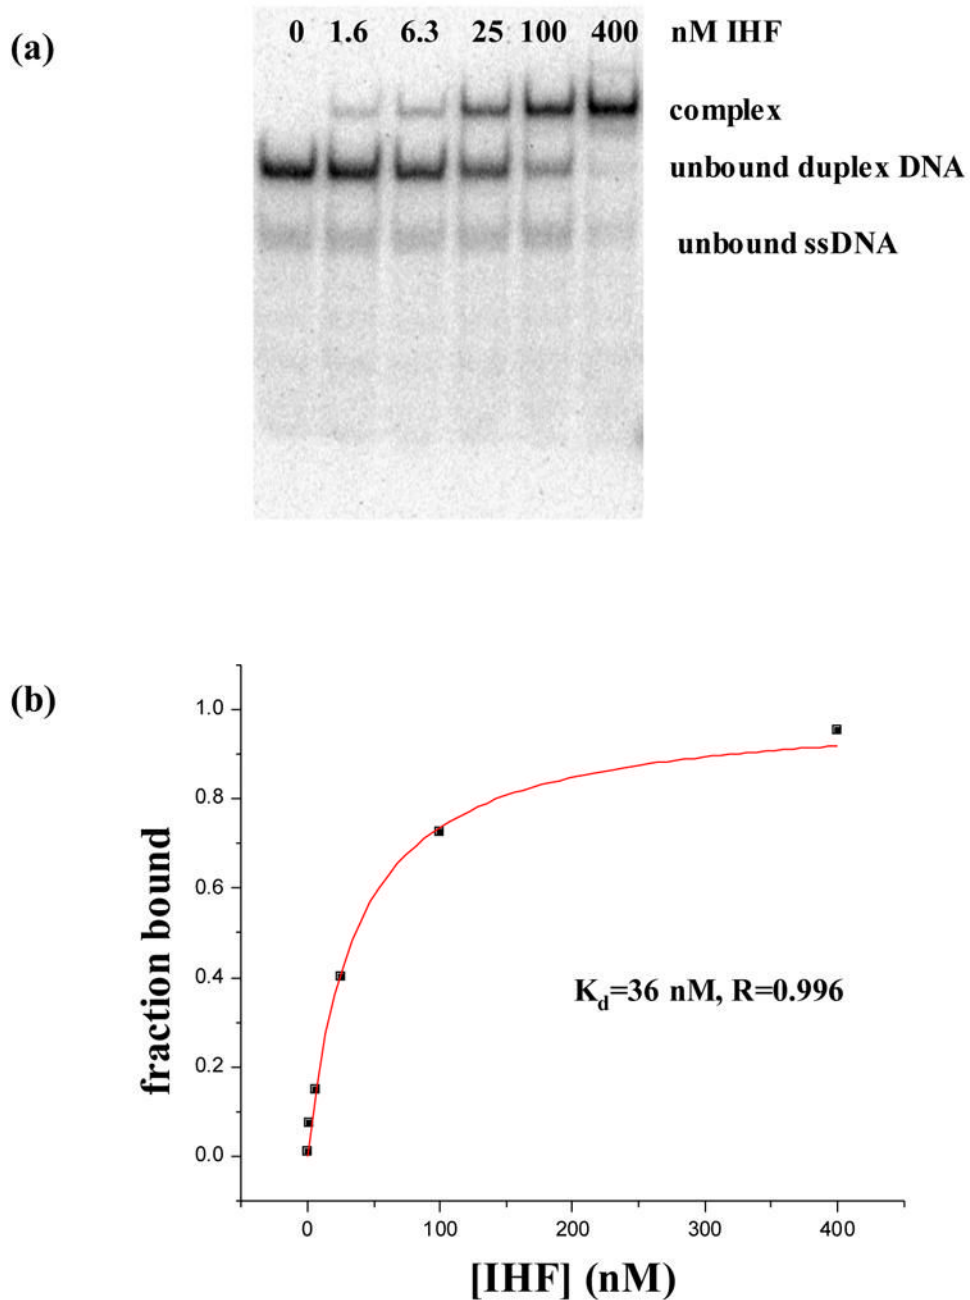 (a)
0 1.6 6.3 25 100 400 nM IHF
complex
unbound duplex DNA
unbound ssDNA
(b)
1.0
0.8
0.6
0.4
0.2
0.0
fraction bound
K_d=36 nM, R=0.996
0 100 200 300 400
[IHF] (nM)